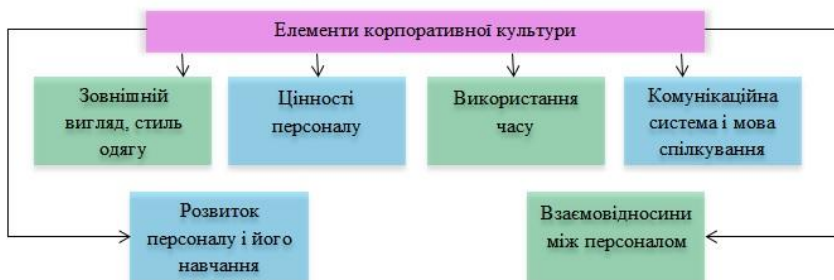 Елементи корпоративної культури
Зовнішній
вигляд, стиль
одягу
Цінності
персоналу
Використання
часу
Комунікаційна
система і мова
спілкування
Розвиток
персоналу і його
навчання
Взаємовідносини
між персоналом